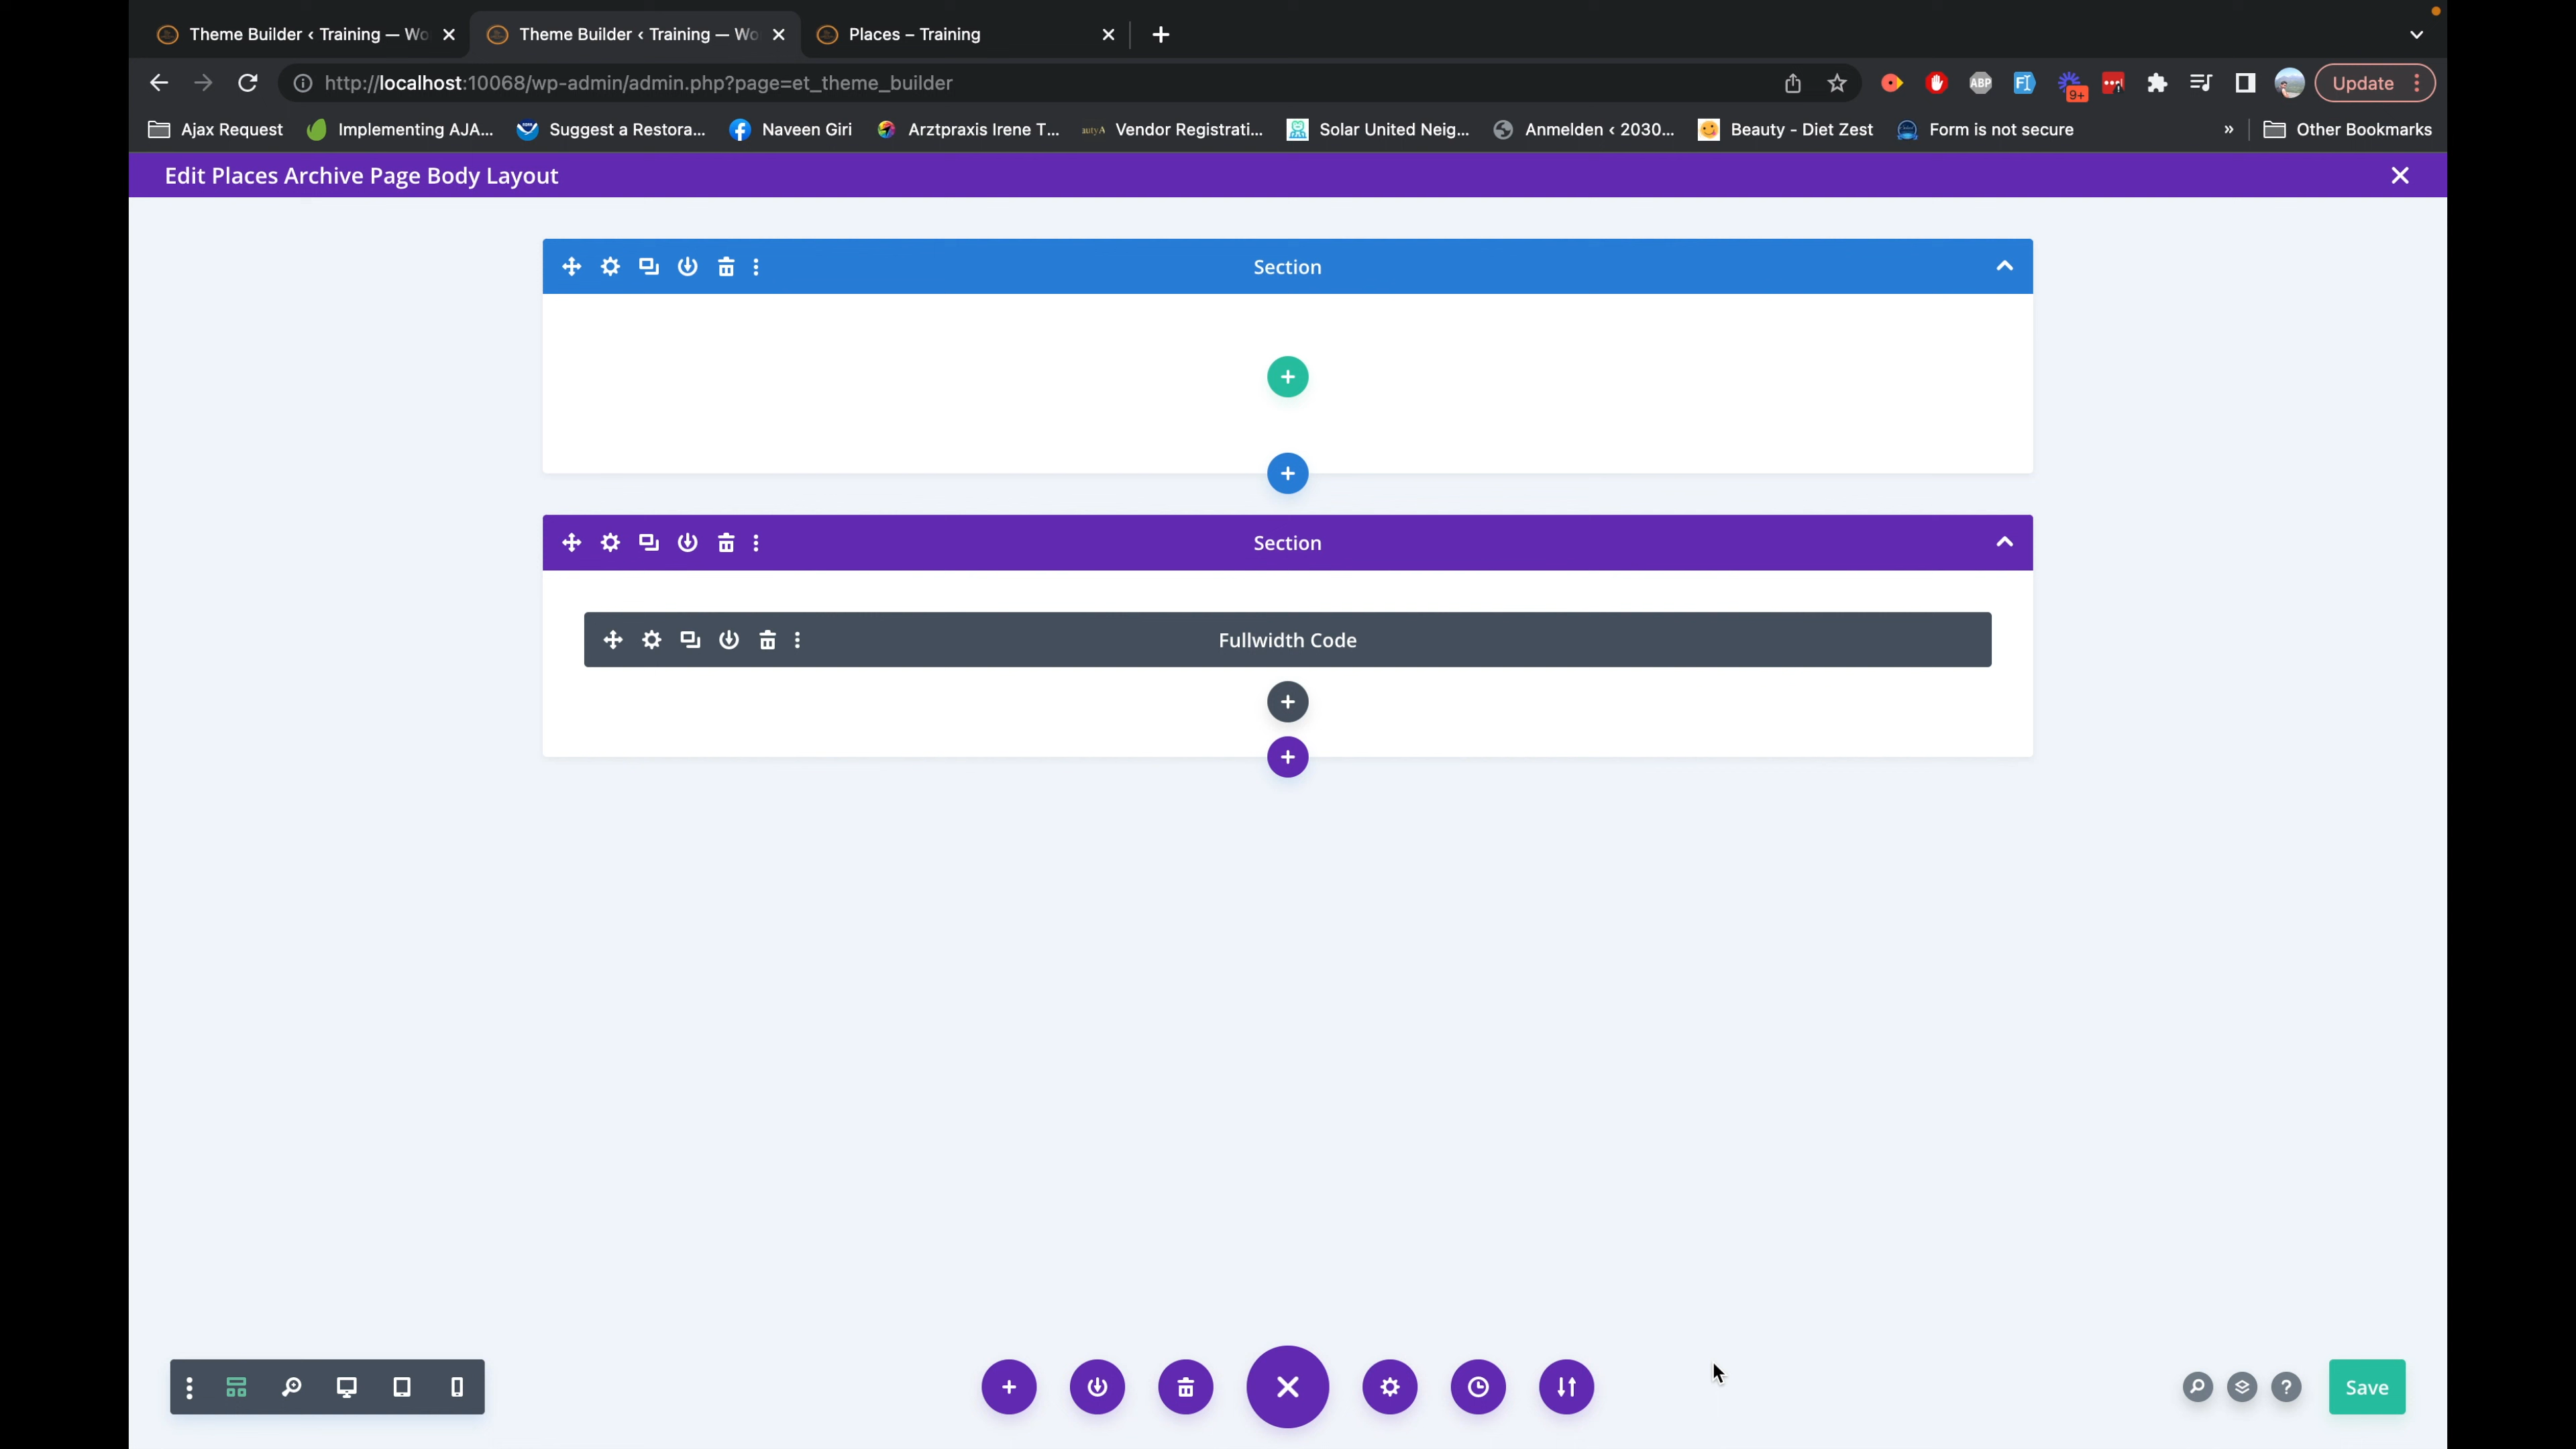 Theme Builder ‹ Training — Wo
Theme Builder ‹ Training — Wo
Places – Training
http://localhost:10068/wp-admin/admin.php?page=et_theme_builder
ABP
9+
Update
Ajax Request
Implementing AJA...
Suggest a Restora...
Naveen Giri
Arztpraxis Irene T...
Vendor Registrati...
Solar United Neig...
Anmelden ‹ 2030...
Beauty - Diet Zest
Form is not secure
»
Other Bookmarks
Edit Places Archive Page Body Layout
Section
Section
Fullwidth Code
Save